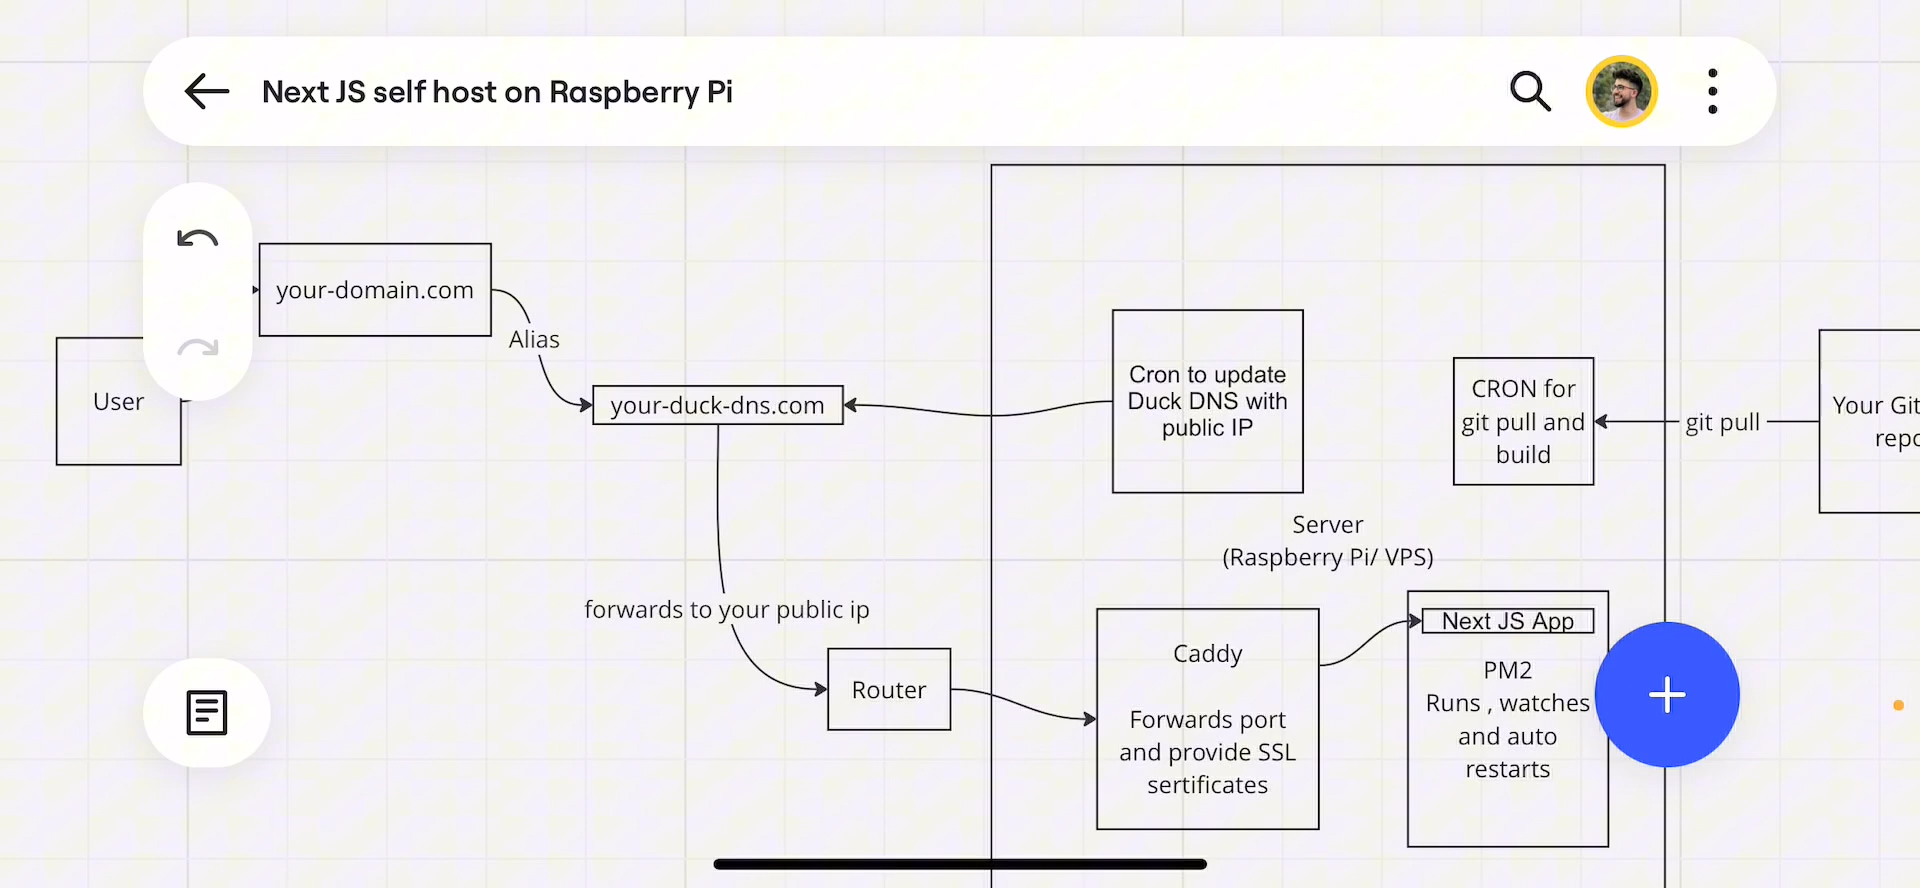 Next JS self host on Raspberry Pi
your-domain.com
User
Alias
your-duck-dns.com
Cron to update
Duck DNS with
public IP
CRON for
git pull and
build
git pull
Your Git
repo
Server
(Raspberry Pi/ VPS)
forwards to your public ip
Router
Caddy
Forwards port
and provide SSL
sertificates
Next JS App
PM2
Runs , watches
and auto
restarts